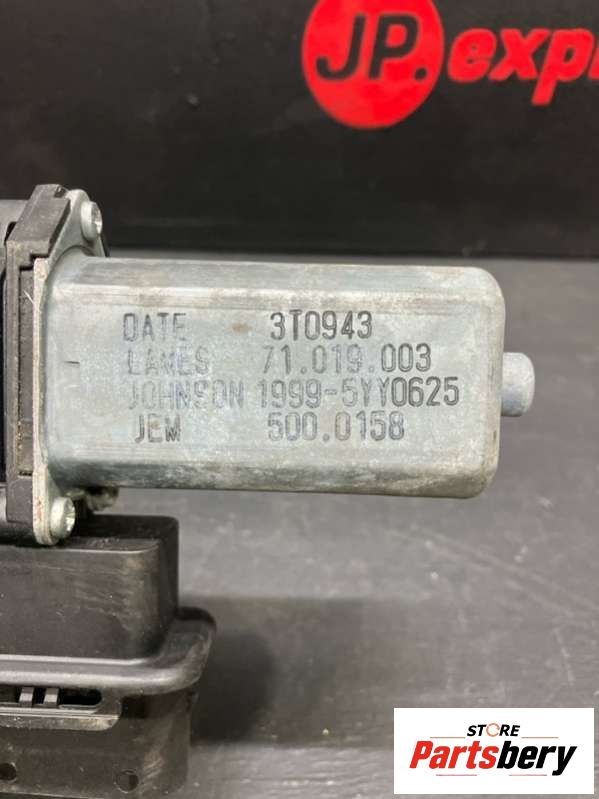 JP.exp
DATE 3T0943
LAMES 71.019.003
JOHNSON 1999-5YY0625
JEM 500.0158
STORE
Partsbery